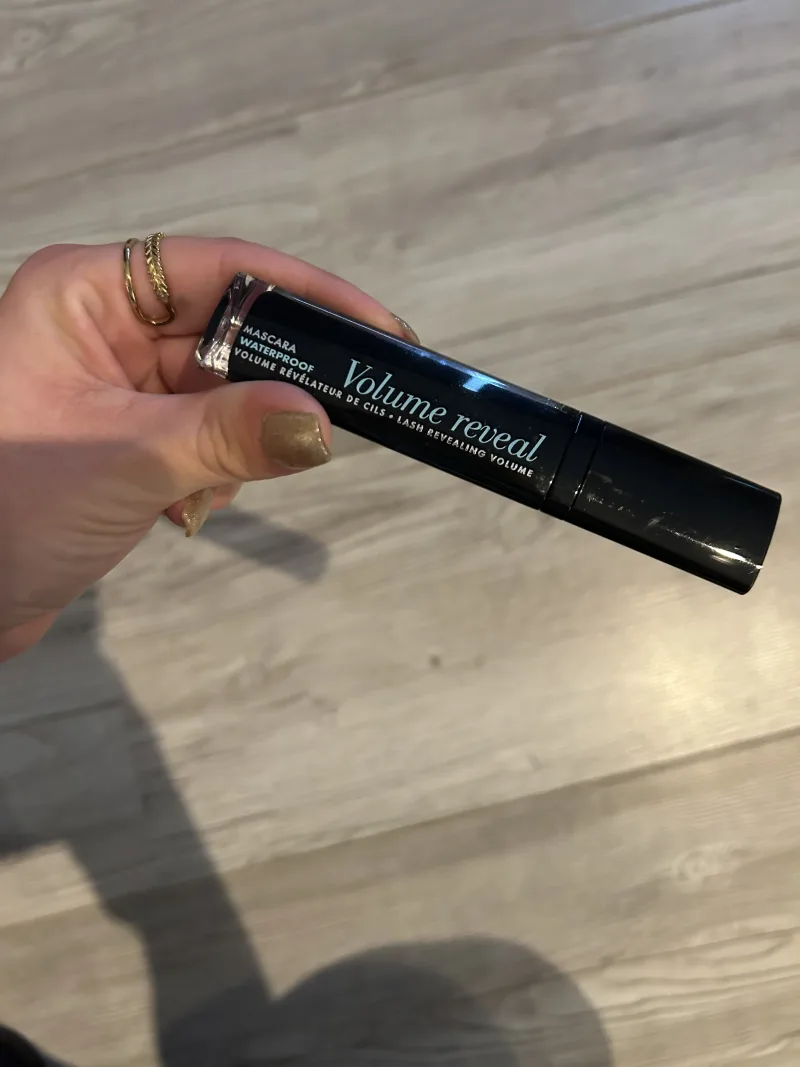 MASCARA
WATERPROOF
VOLUME RÉVÉLATEUR DE CILS • LASH REVEALING VOLUME
Volume reveal